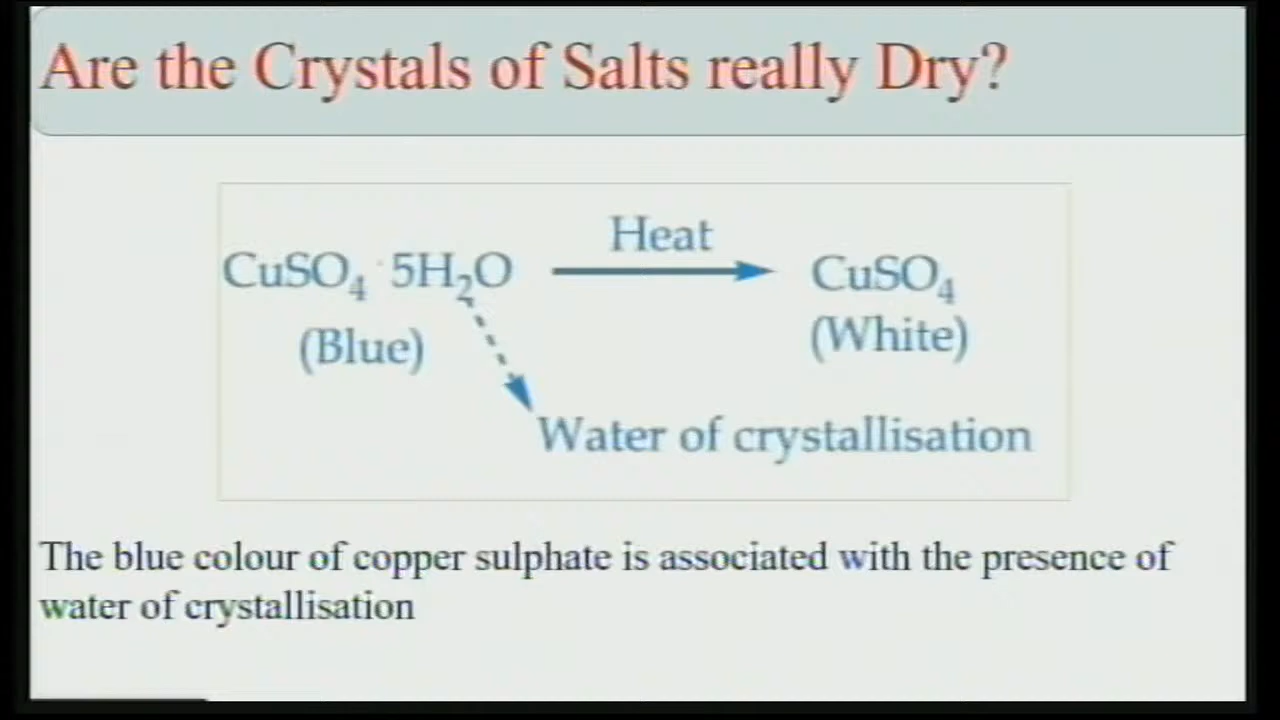 Are the Crystals of Salts really Dry?
Heat
CuSO₄ · 5H₂O CuSO₄
(Blue) (White)
Water of crystallisation
The blue colour of copper sulphate is associated with the presence of
water of crystallisation